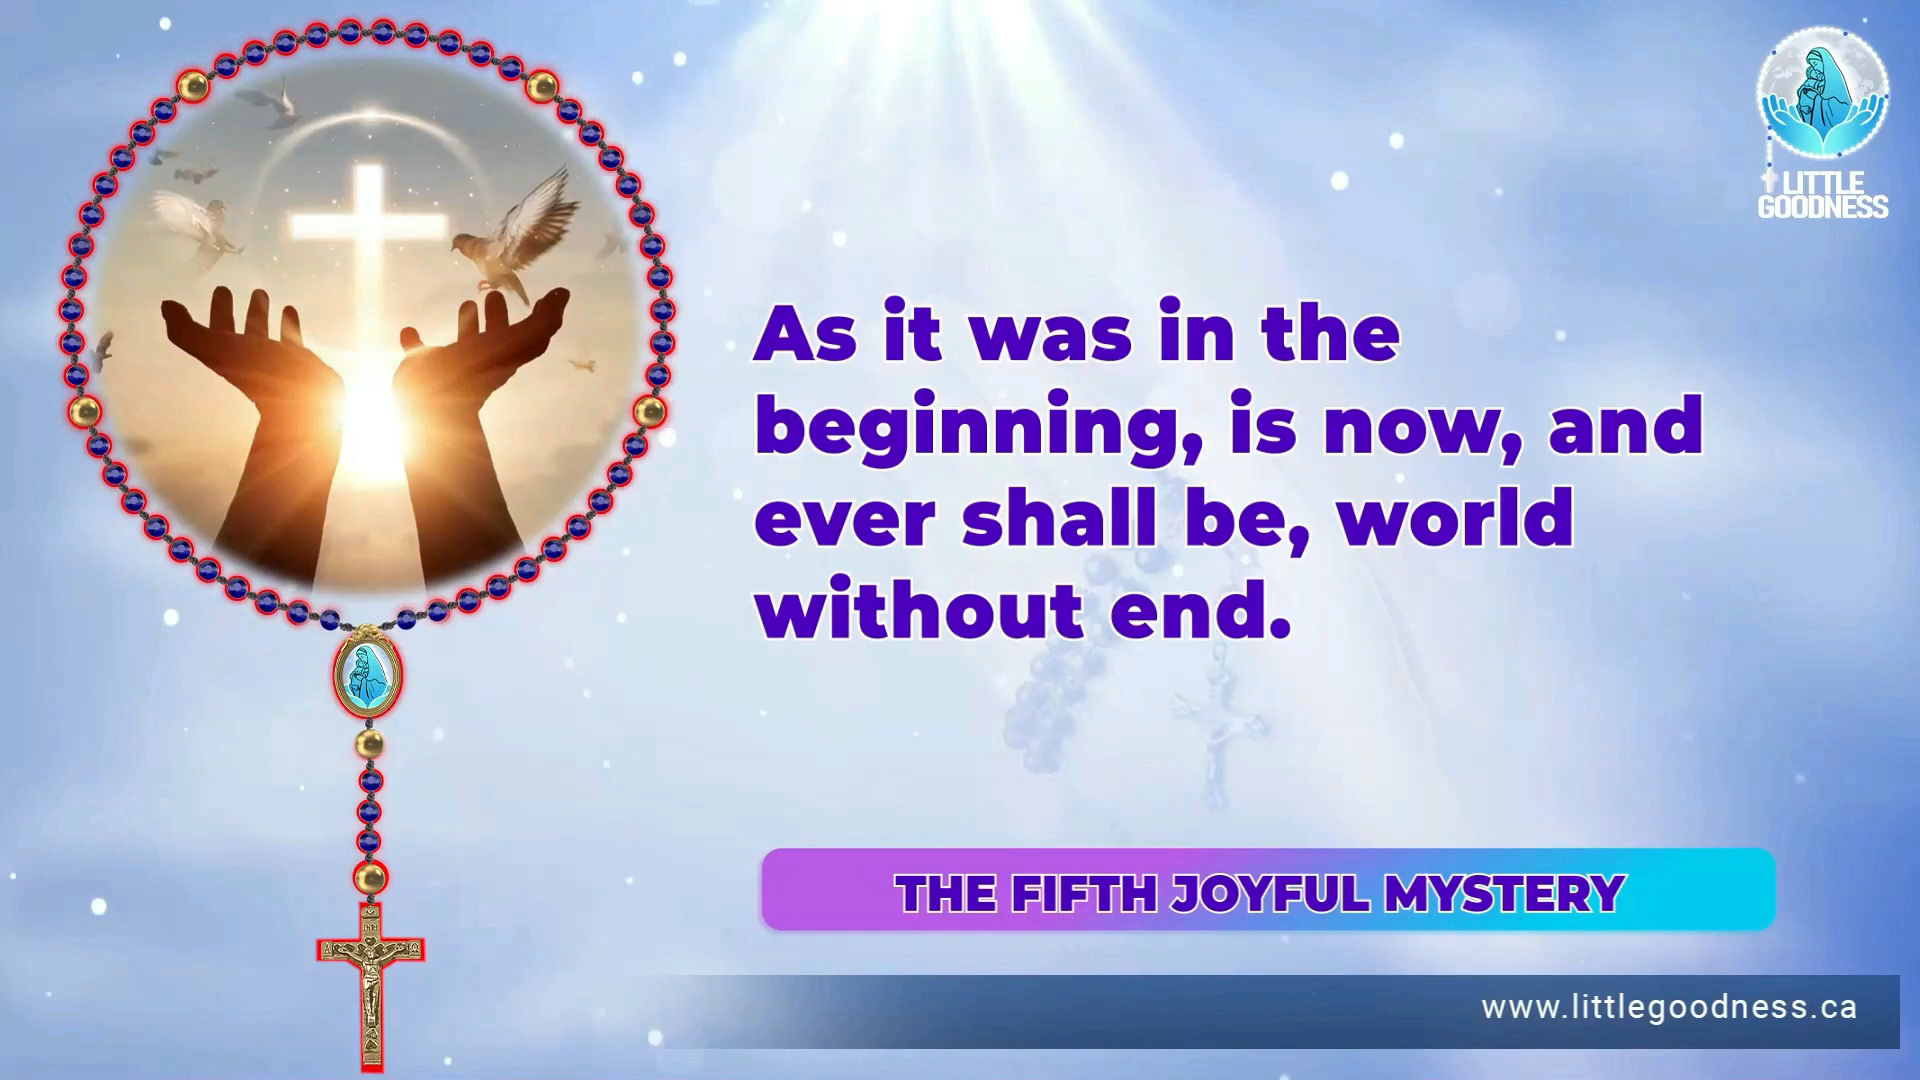 LITTLE
GOODNESS
As it was in the
beginning, is now, and
ever shall be, world
without end.
THE FIFTH JOYFUL MYSTERY
INRI
www.littlegoodness.ca